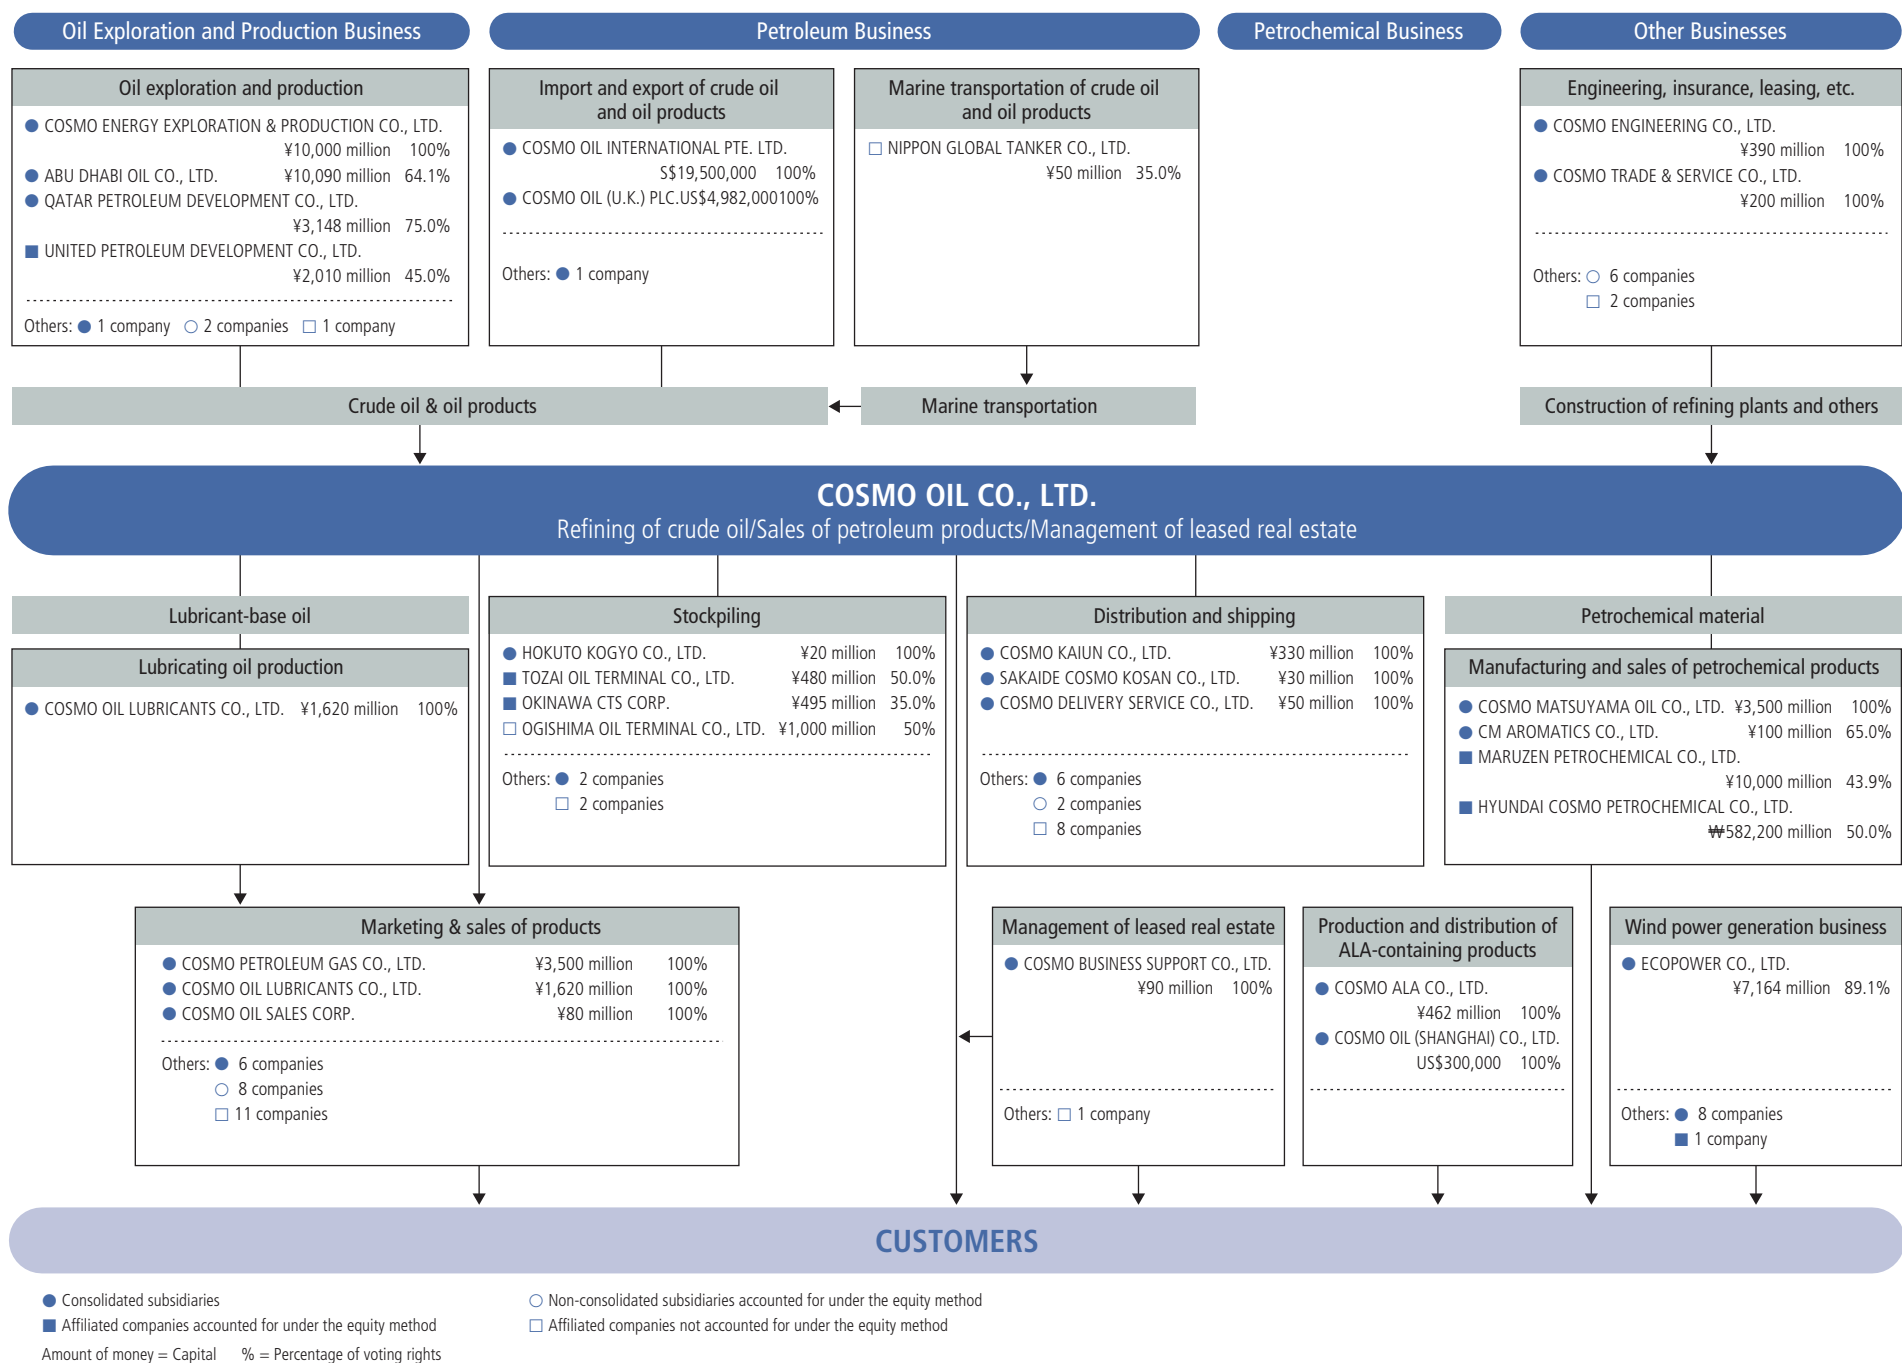 Oil Exploration and Production Business
Petroleum Business
Petrochemical Business
Other Businesses
Oil exploration and production
● COSMO ENERGY EXPLORATION & PRODUCTION CO., LTD.
¥10,000 million 100%
● ABU DHABI OIL CO., LTD. ¥10,090 million 64.1%
● QATAR PETROLEUM DEVELOPMENT CO., LTD.
¥3,148 million 75.0%
■ UNITED PETROLEUM DEVELOPMENT CO., LTD.
¥2,010 million 45.0%
Others: ● 1 company ○ 2 companies □ 1 company
Import and export of crude oil
and oil products
● COSMO OIL INTERNATIONAL PTE. LTD.
S$19,500,000 100%
● COSMO OIL (U.K.) PLC.US$4,982,000100%
Others: ● 1 company
Marine transportation of crude oil
and oil products
□ NIPPON GLOBAL TANKER CO., LTD.
¥50 million 35.0%
Engineering, insurance, leasing, etc.
● COSMO ENGINEERING CO., LTD.
¥390 million 100%
● COSMO TRADE & SERVICE CO., LTD.
¥200 million 100%
Others: ○ 6 companies
□ 2 companies
Crude oil & oil products
Marine transportation
Construction of refining plants and others
COSMO OIL CO., LTD.
Refining of crude oil/Sales of petroleum products/Management of leased real estate
Lubricant-base oil
Lubricating oil production
● COSMO OIL LUBRICANTS CO., LTD. ¥1,620 million 100%
Stockpiling
● HOKUTO KOGYO CO., LTD. ¥20 million 100%
■ TOZAI OIL TERMINAL CO., LTD. ¥480 million 50.0%
■ OKINAWA CTS CORP. ¥495 million 35.0%
□ OGISHIMA OIL TERMINAL CO., LTD. ¥1,000 million 50%
Others: ● 2 companies
□ 2 companies
Distribution and shipping
● COSMO KAIUN CO., LTD. ¥330 million 100%
● SAKAIDE COSMO KOSAN CO., LTD. ¥30 million 100%
● COSMO DELIVERY SERVICE CO., LTD. ¥50 million 100%
Others: ● 6 companies
○ 2 companies
□ 8 companies
Petrochemical material
Manufacturing and sales of petrochemical products
● COSMO MATSUYAMA OIL CO., LTD. ¥3,500 million 100%
● CM AROMATICS CO., LTD. ¥100 million 65.0%
■ MARUZEN PETROCHEMICAL CO., LTD.
¥10,000 million 43.9%
■ HYUNDAI COSMO PETROCHEMICAL CO., LTD.
₩582,200 million 50.0%
Marketing & sales of products
● COSMO PETROLEUM GAS CO., LTD. ¥3,500 million 100%
● COSMO OIL LUBRICANTS CO., LTD. ¥1,620 million 100%
● COSMO OIL SALES CORP. ¥80 million 100%
Others: ● 6 companies
○ 8 companies
□ 11 companies
Management of leased real estate
● COSMO BUSINESS SUPPORT CO., LTD.
¥90 million 100%
Others: □ 1 company
Production and distribution of
ALA-containing products
● COSMO ALA CO., LTD.
¥462 million 100%
● COSMO OIL (SHANGHAI) CO., LTD.
US$300,000 100%
Wind power generation business
● ECOPOWER CO., LTD.
¥7,164 million 89.1%
Others: ● 8 companies
■ 1 company
CUSTOMERS
● Consolidated subsidiaries
○ Non-consolidated subsidiaries accounted for under the equity method
■ Affiliated companies accounted for under the equity method
□ Affiliated companies not accounted for under the equity method
Amount of money = Capital % = Percentage of voting rights